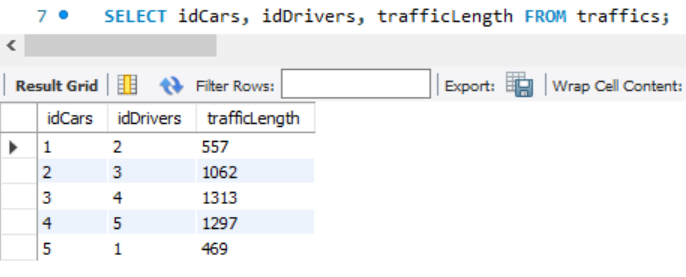 7 SELECT idCars, idDrivers, trafficLength FROM traffics;
Result Grid Filter Rows: Export: Wrap Cell Content:
idCars idDrivers trafficLength
1 2 557
2 3 1062
3 4 1313
4 5 1297
5 1 469